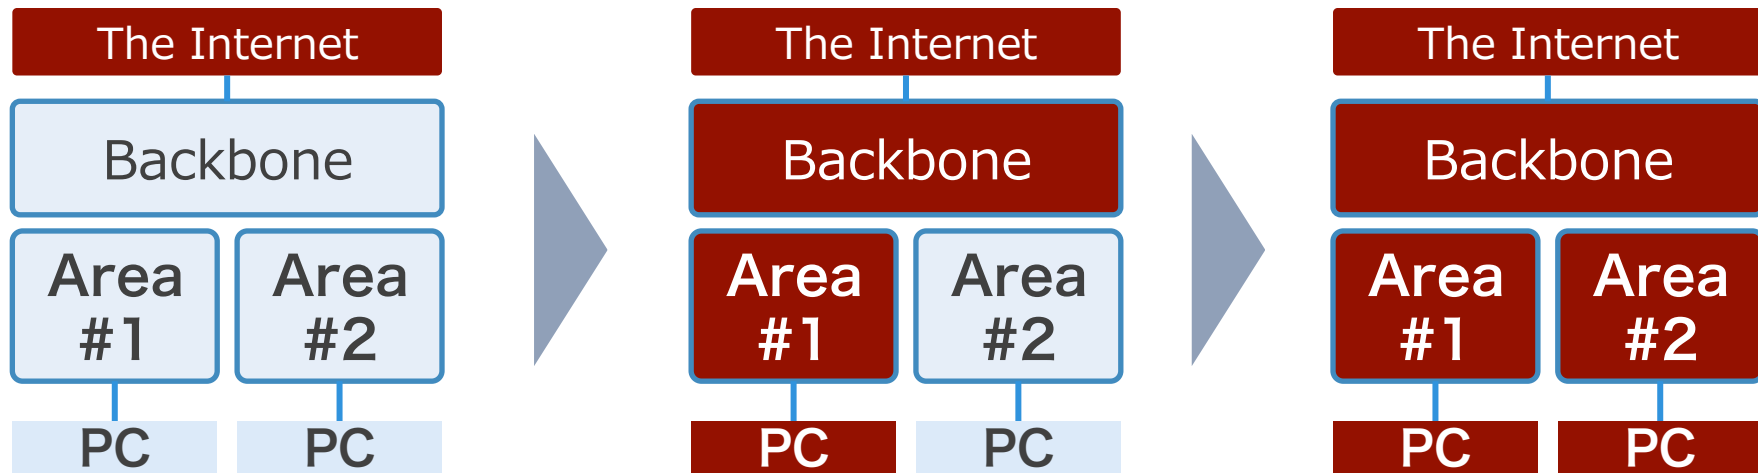 The Internet
Backbone
Area
#1
Area
#2
PC
PC
The Internet
Backbone
Area
#1
Area
#2
PC
PC
The Internet
Backbone
Area
#1
Area
#2
PC
PC